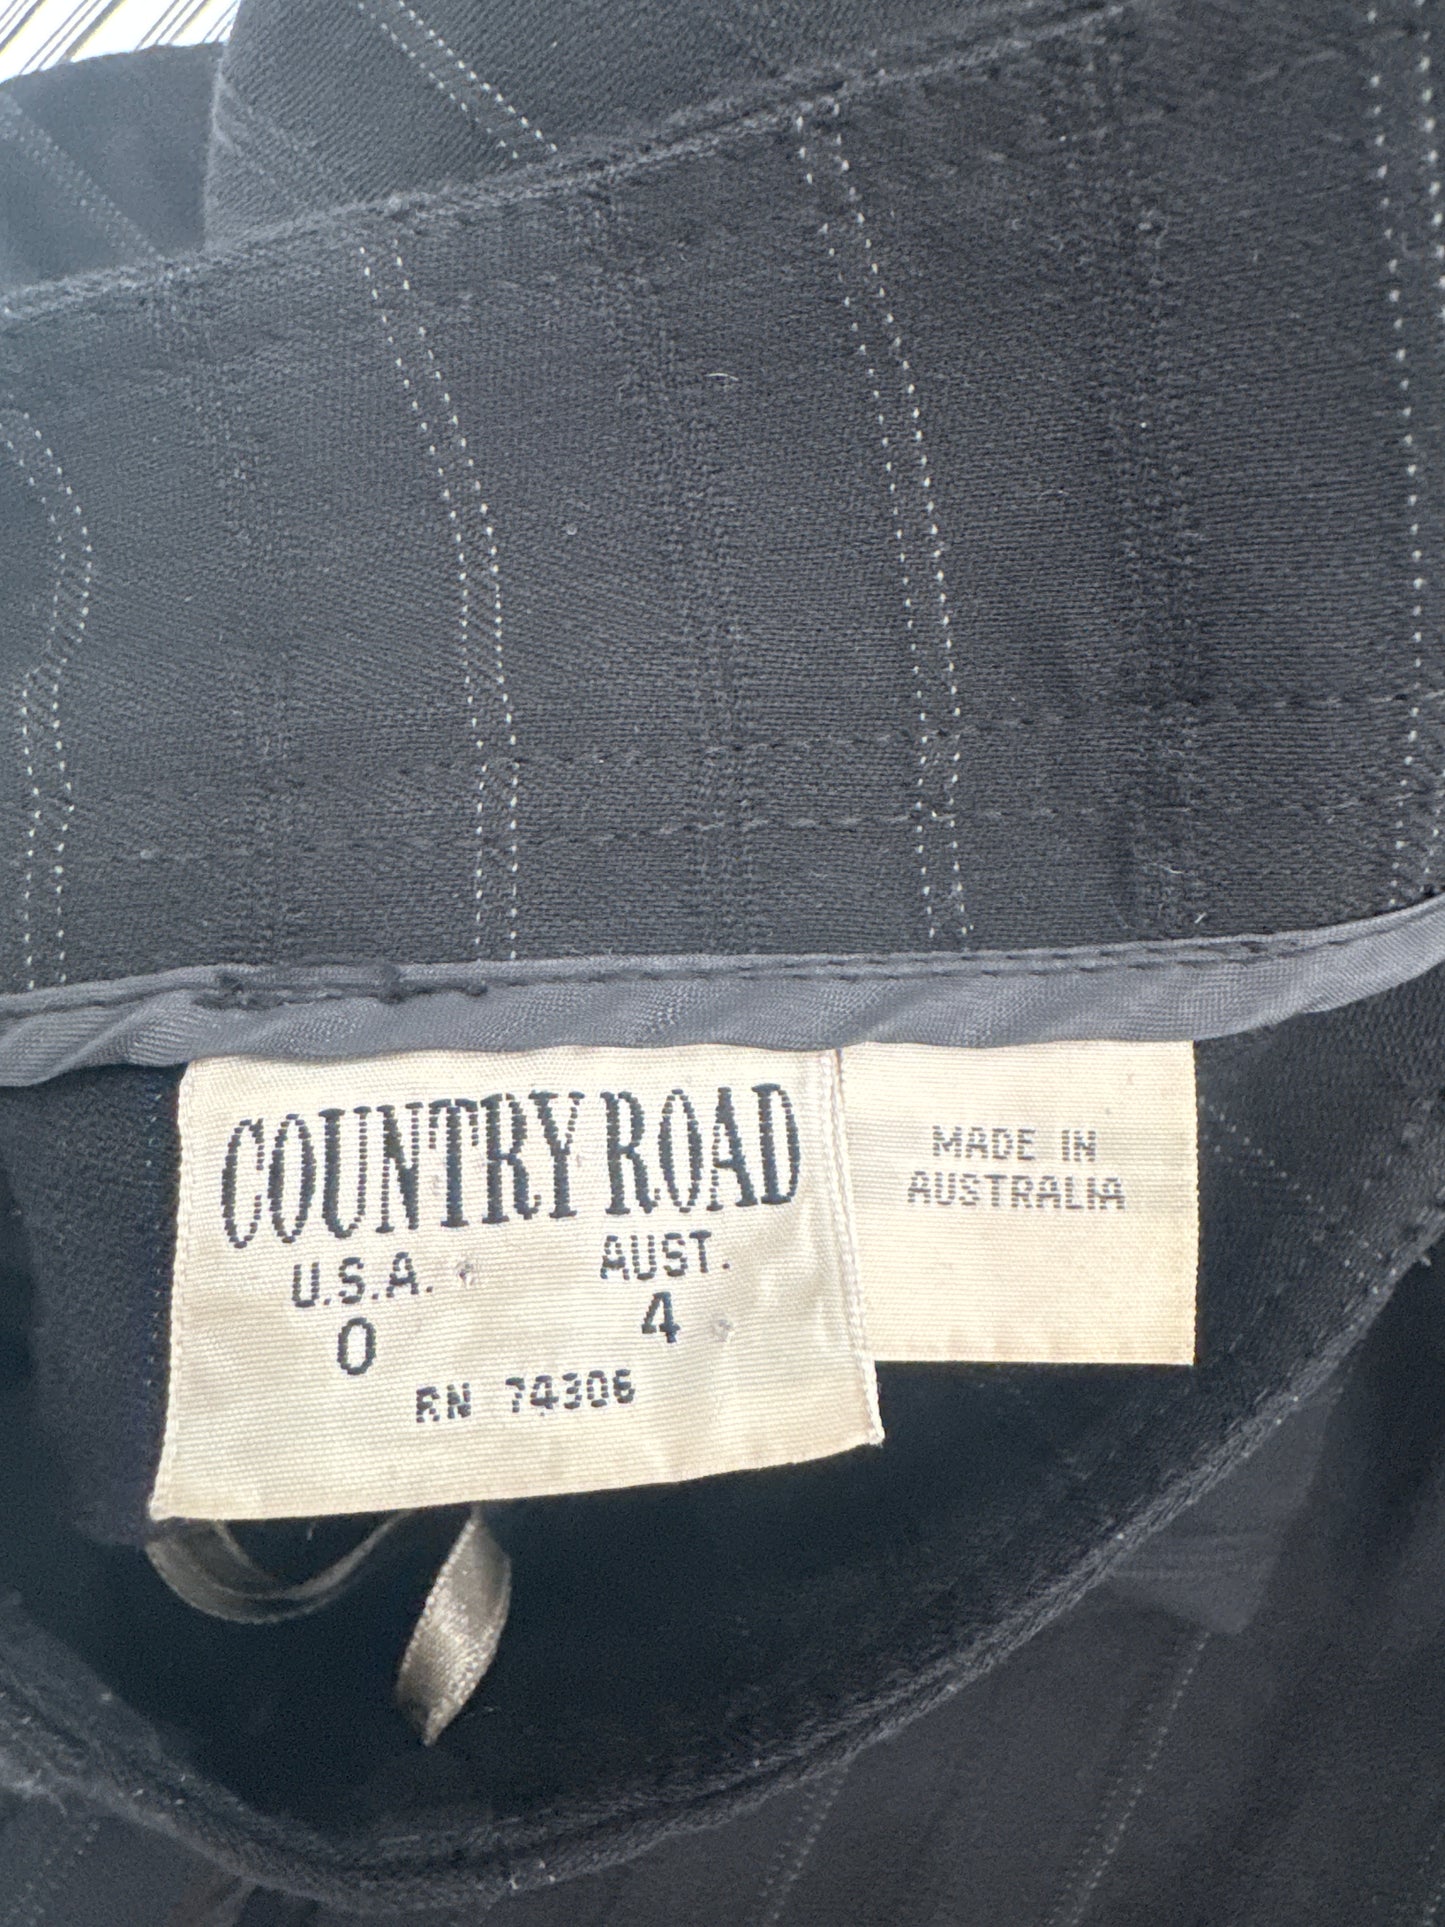 COUNTRY ROAD
U.S.A. AUST.
0 4
RN 74306
MADE IN
AUSTRALIA